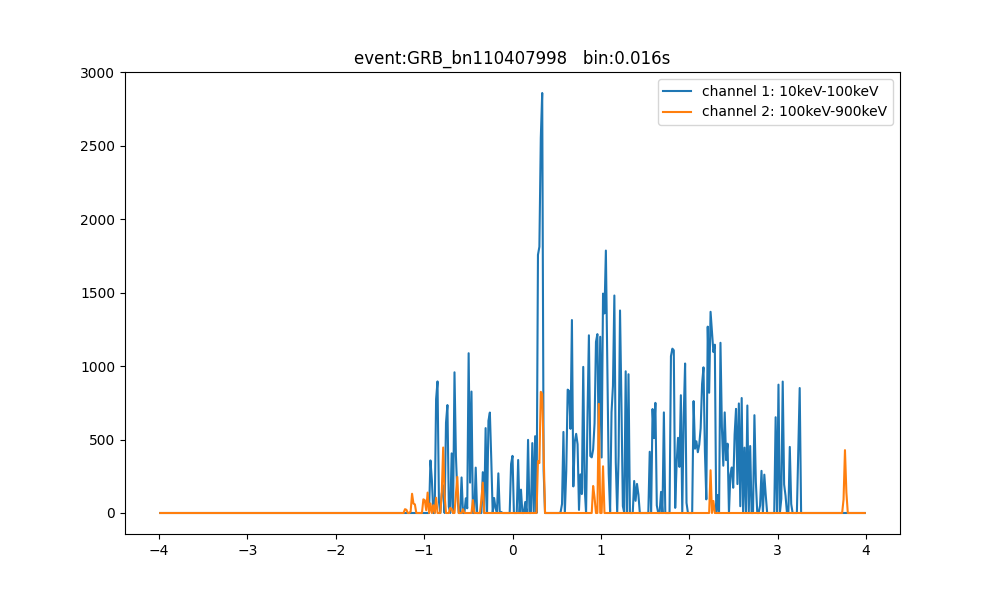 event:GRB_bn110407998   bin:0.016s
channel 1: 10keV-100keV
channel 2: 100keV-900keV
3000
2500
2000
1500
1000
500
0
−4 −3 −2 −1 0 1 2 3 4